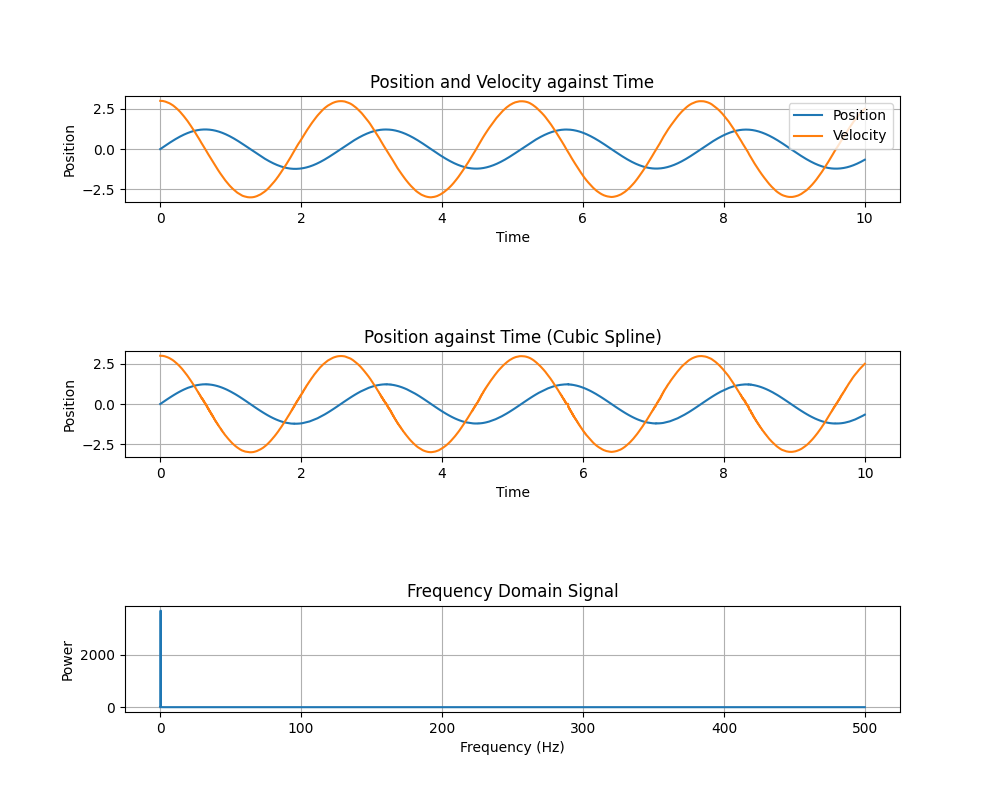 Position and Velocity against Time
Position
2.5
0.0
−2.5
Position
Velocity
0 2 4 6 8 10
Time
Position against Time (Cubic Spline)
Position
2.5
0.0
−2.5
0 2 4 6 8 10
Time
Frequency Domain Signal
Power
2000
0
0 100 200 300 400 500
Frequency (Hz)